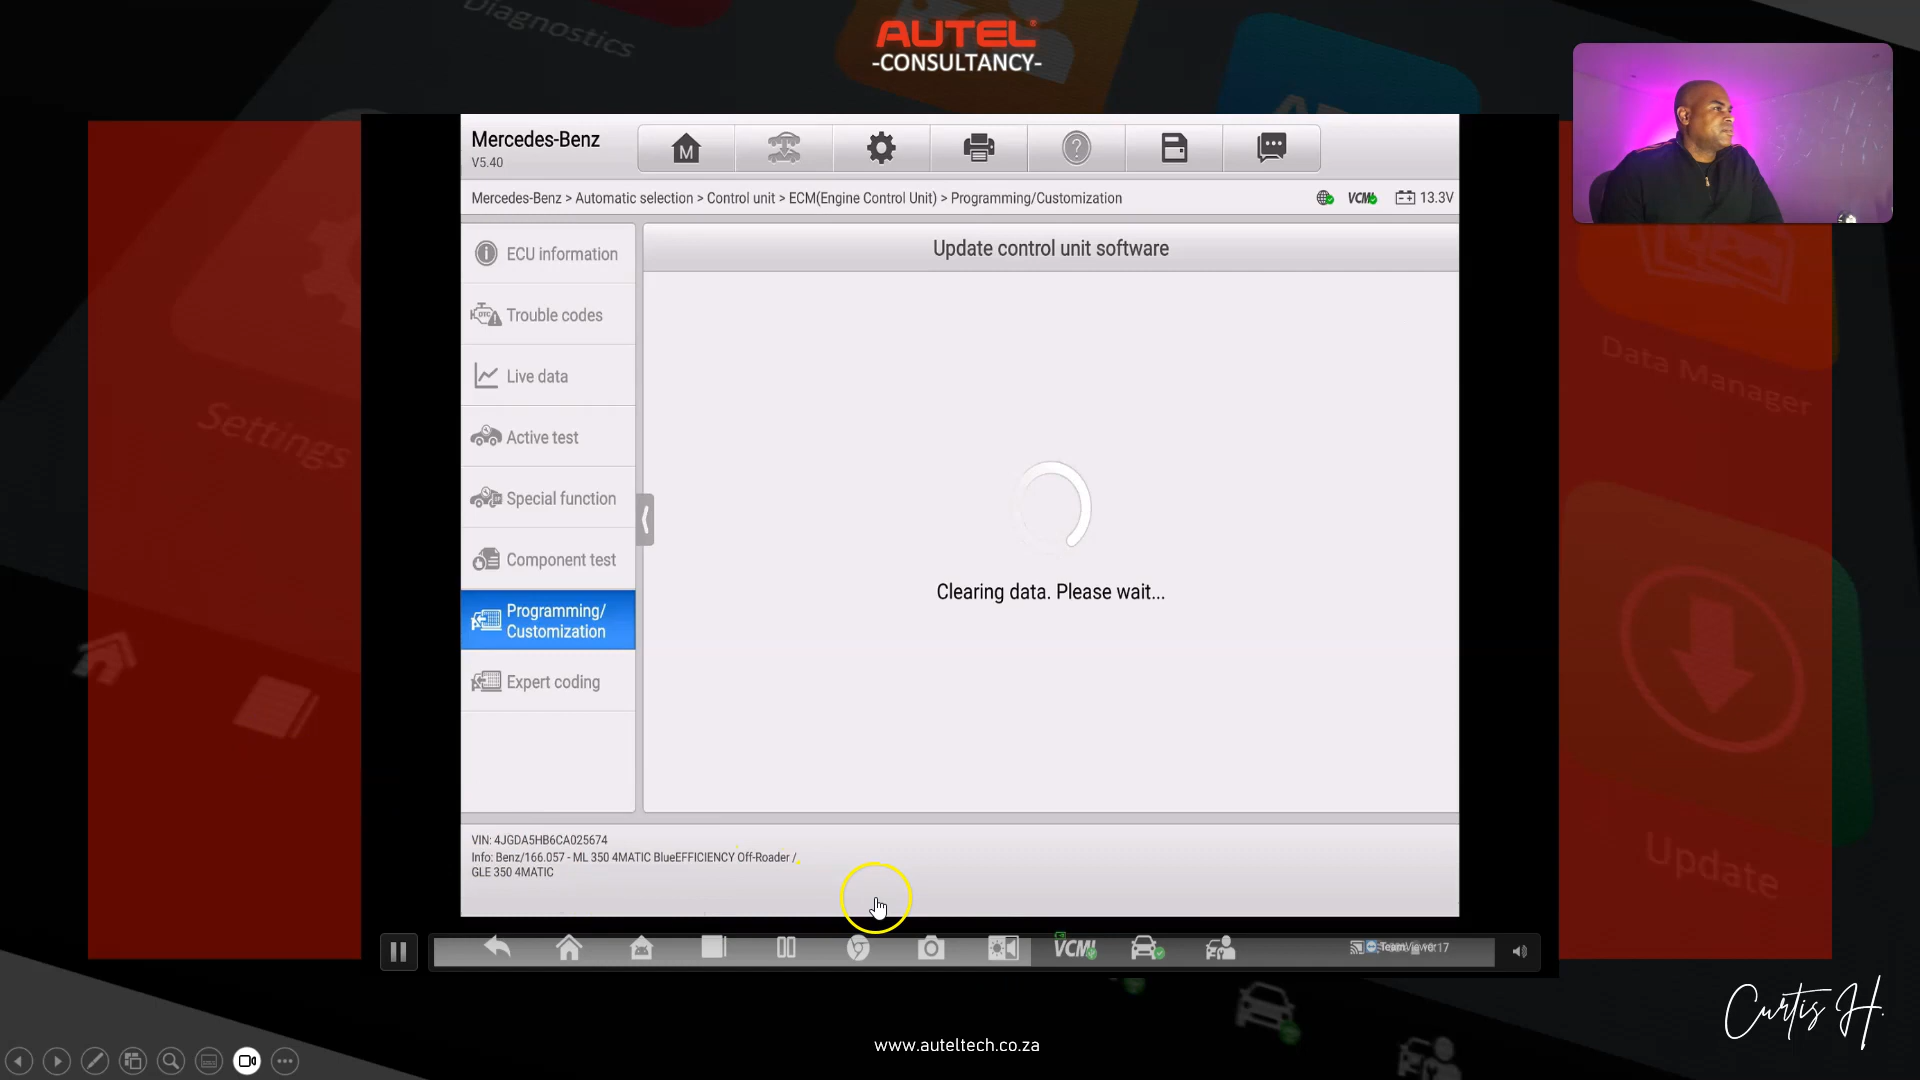 Diagnostics
AUTEL
-CONSULTANCY-
Mercedes-Benz
V5.40
M
?
Mercedes-Benz > Automatic selection > Control unit > ECM(Engine Control Unit) > Programming/Customization
VCMI
13.3V
ECU information
Update control unit software
DTC
Trouble codes
Live data
Active test
Special function
Component test
Clearing data. Please wait...
Programming/
Customization
Expert coding
Settings
Data Manager
Update
VIN: 4JGDA5HB6CA025674
Info: Benz/166.057 - ML 350 4MATIC BlueEFFICIENCY Off-Roader /
GLE 350 4MATIC
VCMI
www.auteltech.co.za
Curtis H.